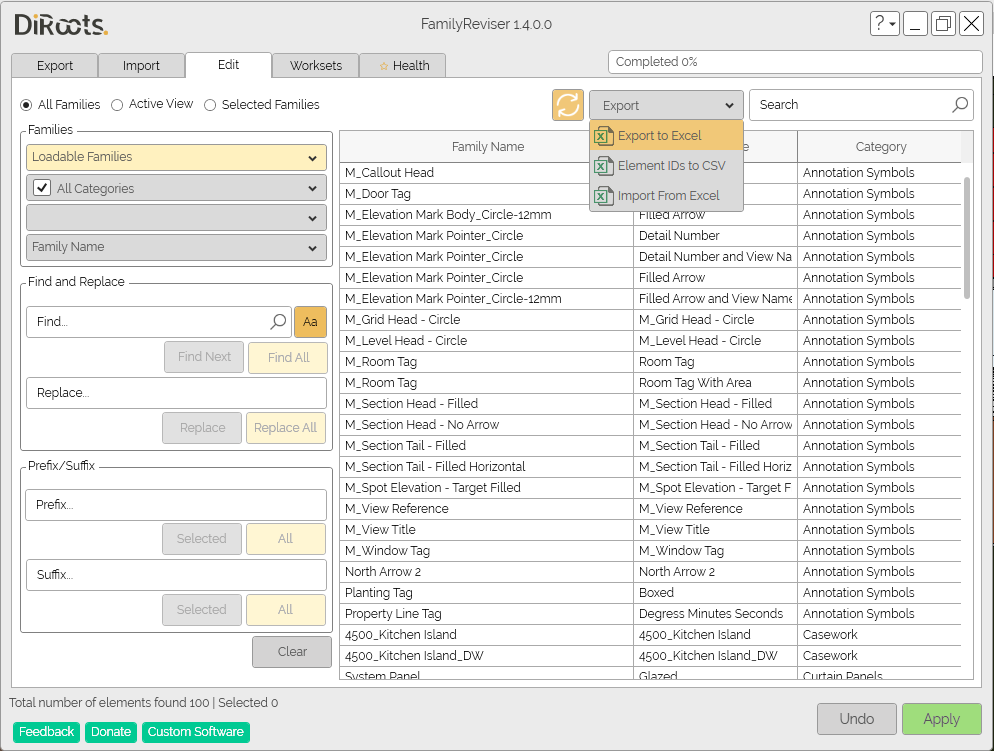 DiRoots.
FamilyReviser 1.4.0.0
?
Export
Import
Edit
Worksets
Health
Completed 0%
All Families
Active View
Selected Families
Export
Search
Export to Excel
Element IDs to CSV
Import From Excel
Families
Loadable Families
All Categories
Family Name
Find and Replace
Find...
Aa
Find Next
Find All
Replace...
Replace
Replace All
Prefix/Suffix
Prefix...
Selected
All
Suffix...
Selected
All
Clear
Family Name e Category
M_Callout Head Annotation Symbols
M_Door Tag Annotation Symbols
M_Elevation Mark Body_Circle-12mm Filled Arrow Annotation Symbols
M_Elevation Mark Pointer_Circle Detail Number Annotation Symbols
M_Elevation Mark Pointer_Circle Detail Number and View Na Annotation Symbols
M_Elevation Mark Pointer_Circle Filled Arrow Annotation Symbols
M_Elevation Mark Pointer_Circle-12mm Filled Arrow and View Name Annotation Symbols
M_Grid Head - Circle M_Grid Head - Circle Annotation Symbols
M_Level Head - Circle M_Level Head - Circle Annotation Symbols
M_Room Tag Room Tag Annotation Symbols
M_Room Tag Room Tag With Area Annotation Symbols
M_Section Head - Filled M_Section Head - Filled Annotation Symbols
M_Section Head - No Arrow M_Section Head - No Arrow Annotation Symbols
M_Section Tail - Filled M_Section Tail - Filled Annotation Symbols
M_Section Tail - Filled Horizontal M_Section Tail - Filled Horiz Annotation Symbols
M_Spot Elevation - Target Filled M_Spot Elevation - Target F Annotation Symbols
M_View Reference M_View Reference Annotation Symbols
M_View Title M_View Title Annotation Symbols
M_Window Tag M_Window Tag Annotation Symbols
North Arrow 2 North Arrow 2 Annotation Symbols
Planting Tag Boxed Annotation Symbols
Property Line Tag Degress Minutes Seconds Annotation Symbols
4500_Kitchen Island 4500_Kitchen Island Casework
4500_Kitchen Island_DW 4500_Kitchen Island_DW Casework
System Panel Glazed Curtain Panels
Total number of elements found 100 | Selected 0
Feedback
Donate
Custom Software
Undo
Apply